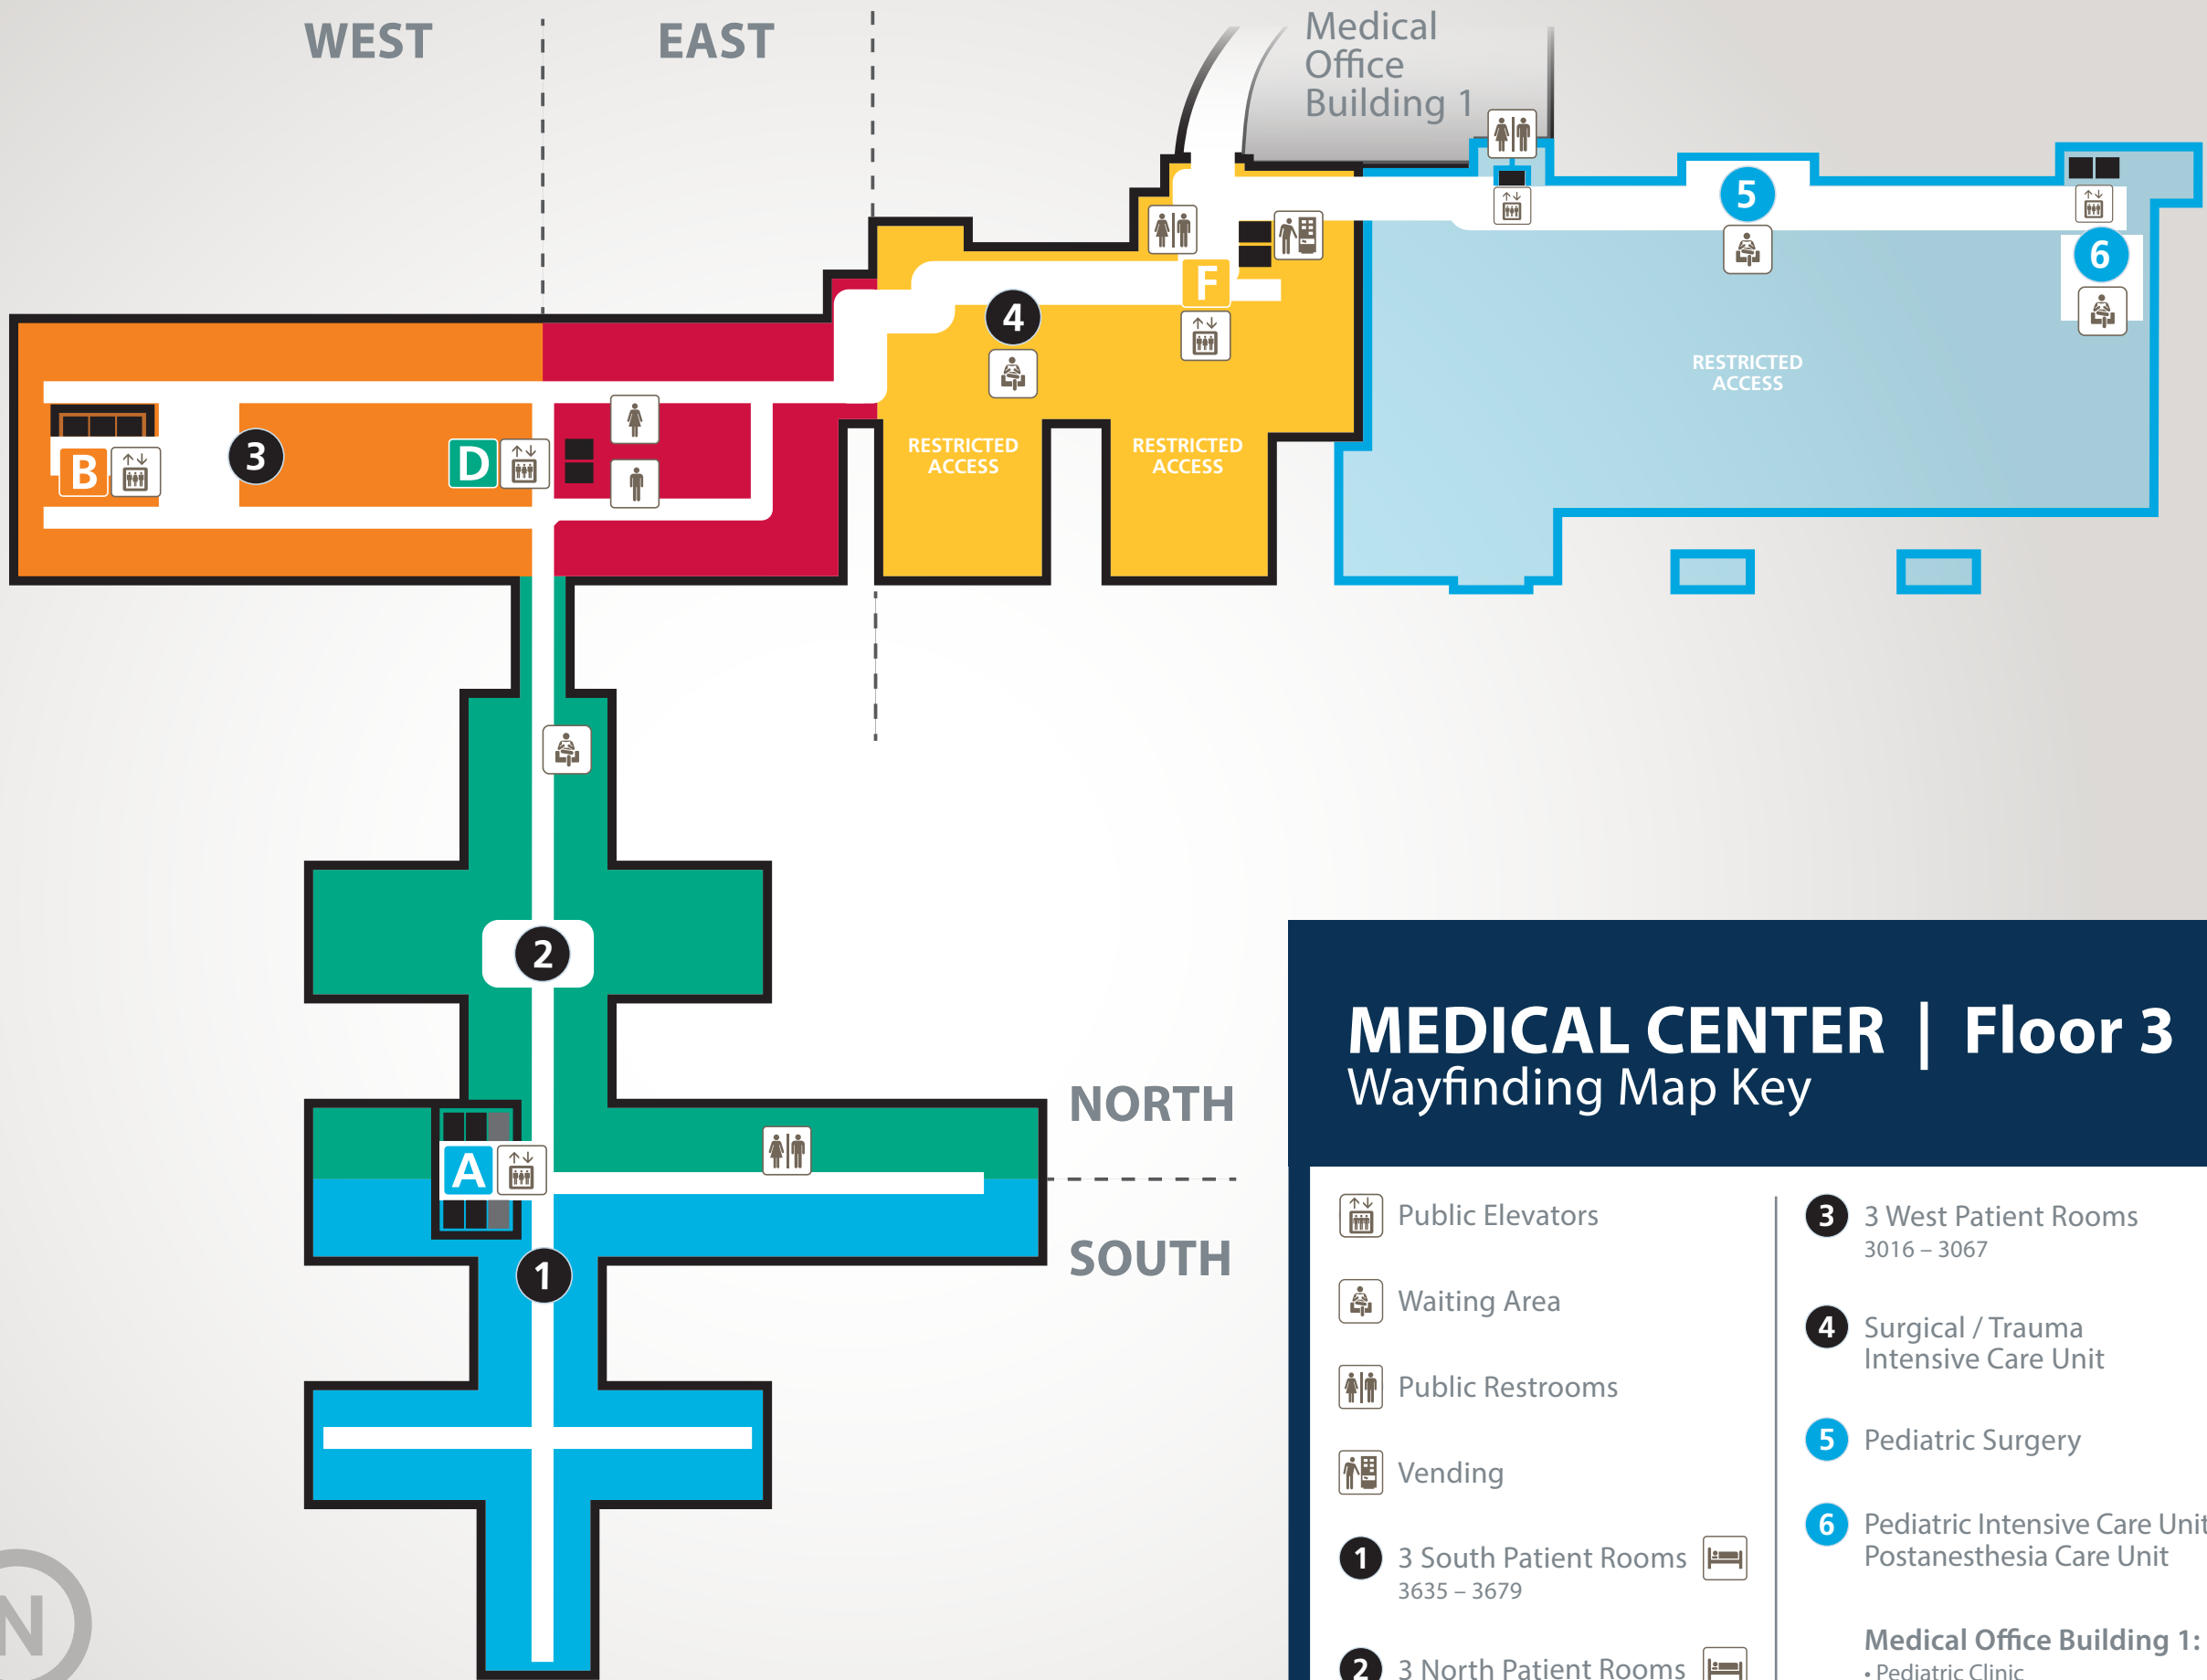 WEST
EAST
Medical
Office
Building 1
5
6
F
4
RESTRICTED
ACCESS
B
3
D
RESTRICTED
ACCESS
RESTRICTED
ACCESS
2
NORTH
A
SOUTH
1
N
MEDICAL CENTER | Floor 3
Wayfinding Map Key
Public Elevators
Waiting Area
Public Restrooms
Vending
1 3 South Patient Rooms
3635 – 3679
2 3 North Patient Rooms
3 3 West Patient Rooms
3016 – 3067
4 Surgical / Trauma
Intensive Care Unit
5 Pediatric Surgery
6 Pediatric Intensive Care Unit
Postanesthesia Care Unit
Medical Office Building 1:
• Pediatric Clinic